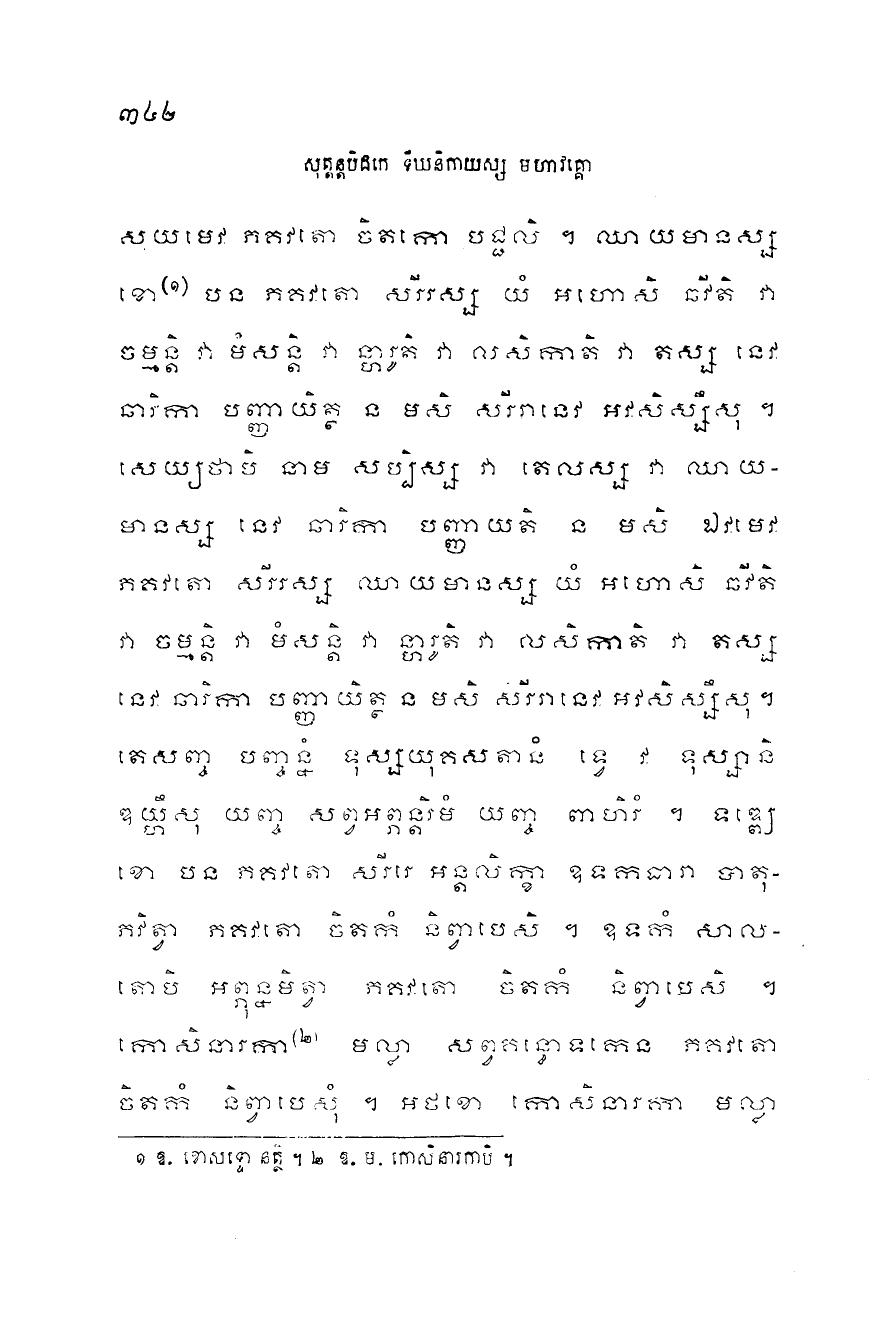 ៣៤២
សុត្តន្តបិដកេ ទីឃនិកាយស្ស មហាវគ្គោ
សយមេវ ភគវតោ ចិតកោ បជ្ជលិ ។ ឈាយមានស្ស
ខោ(១) បន ភគវតោ សរីរស្ស យំ អហោសិ ឆវីតិ វា
ចម្មន្តិ វា មំសន្តិ វា ន្ហារូតិ វា លសិកាតិ វា តស្ស នេវ
ឆារិកា បញ្ញាយិត្ថ ន មសិ សរីរានេវ អវសិស្សឹសុ ។
សេយ្យថាបិ នាម សប្បិស្ស វា តេលស្ស វា ឈាយ-
មានស្ស នេវ ឆារិកា បញ្ញាយតិ ន មសិ ឯវមេវ
ភគវតោ សរីរស្ស ឈាយមានស្ស យំ អហោសិ ឆវីតិ
វា ចម្មន្តិ វា មំសន្តិ វា ន្ហារូតិ វា លសិកាតិ វា តស្ស
នេវ ឆារិកា បញ្ញាយិត្ថ ន មសិ សរីរានេវ អវសិស្សឹសុ ។
តេសញ្ច បញ្ចន្នំ ទុស្សយុគសតានំ ទ្វេ វ ទុស្សានិ
ឌយ្ហឹសុ យញ្ច សព្វអព្ភន្តរិមំ យញ្ច ពាហិរំ ។ ទឌ្ឍេ
ខោ បន ភគវតោ សរីរេ អន្តលិក្ខា ឧទកធារា បាតុ-
ភវិត្វា ភគវតោ ចិតកំ និព្វាបេសិ ។ ឧទកំ សាល-
តោបិ អព្ភុន្នមិត្វា ភគវតោ ចិតកំ និព្វាបេសិ ។
កោសិនារកា(២) មល្លា សព្វគន្ធោទកេន ភគវតោ
ចិតកំ និព្វាបេសុំ ។ អថខោ កោសិនារកា មល្លា
១ ឱ. ខោសទ្ទោ នត្ថិ ។ ២ ឱ. ម. កោសិនារកាបិ ។